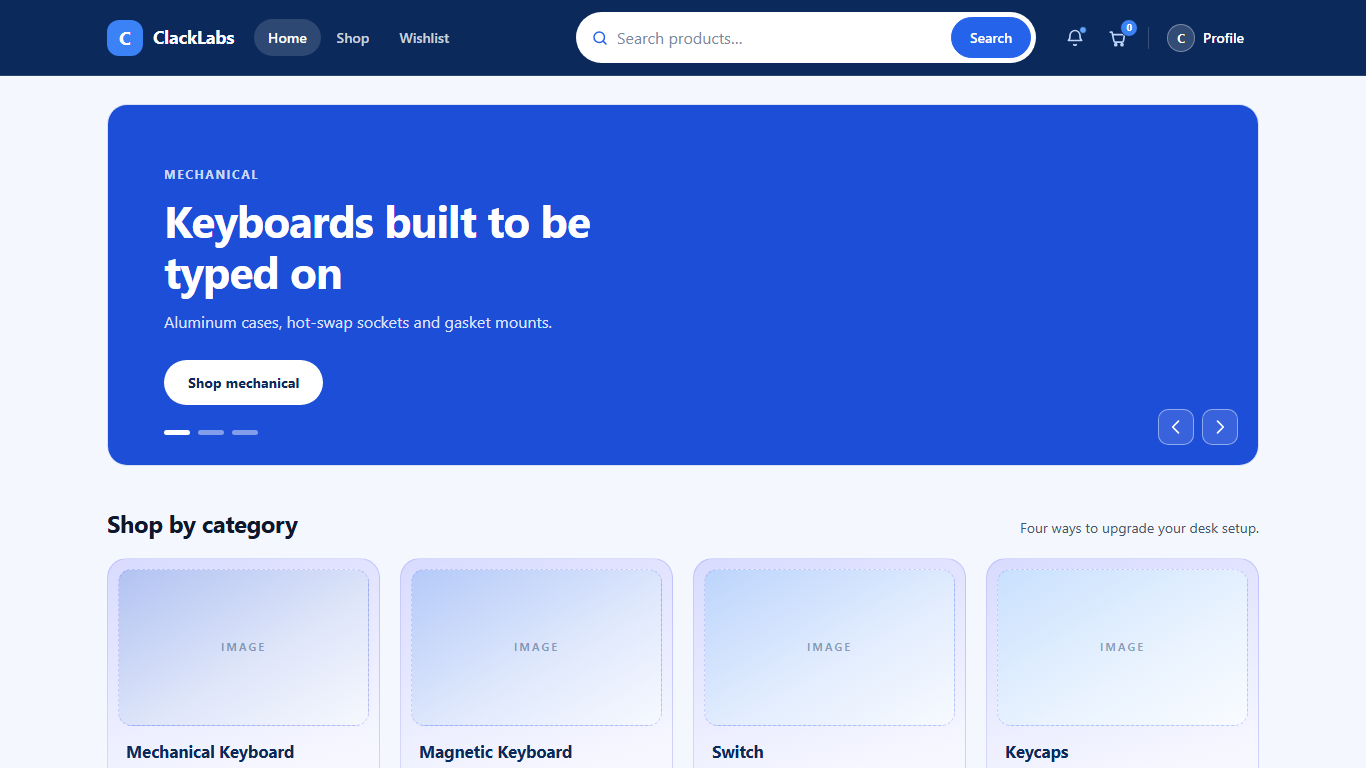 C ClackLabs Home Shop Wishlist Search products... Search 0 C Profile
MECHANICAL
Keyboards built to be
typed on
Aluminum cases, hot-swap sockets and gasket mounts.
Shop mechanical
Shop by category
Four ways to upgrade your desk setup.
IMAGE IMAGE IMAGE IMAGE
Mechanical Keyboard Magnetic Keyboard Switch Keycaps